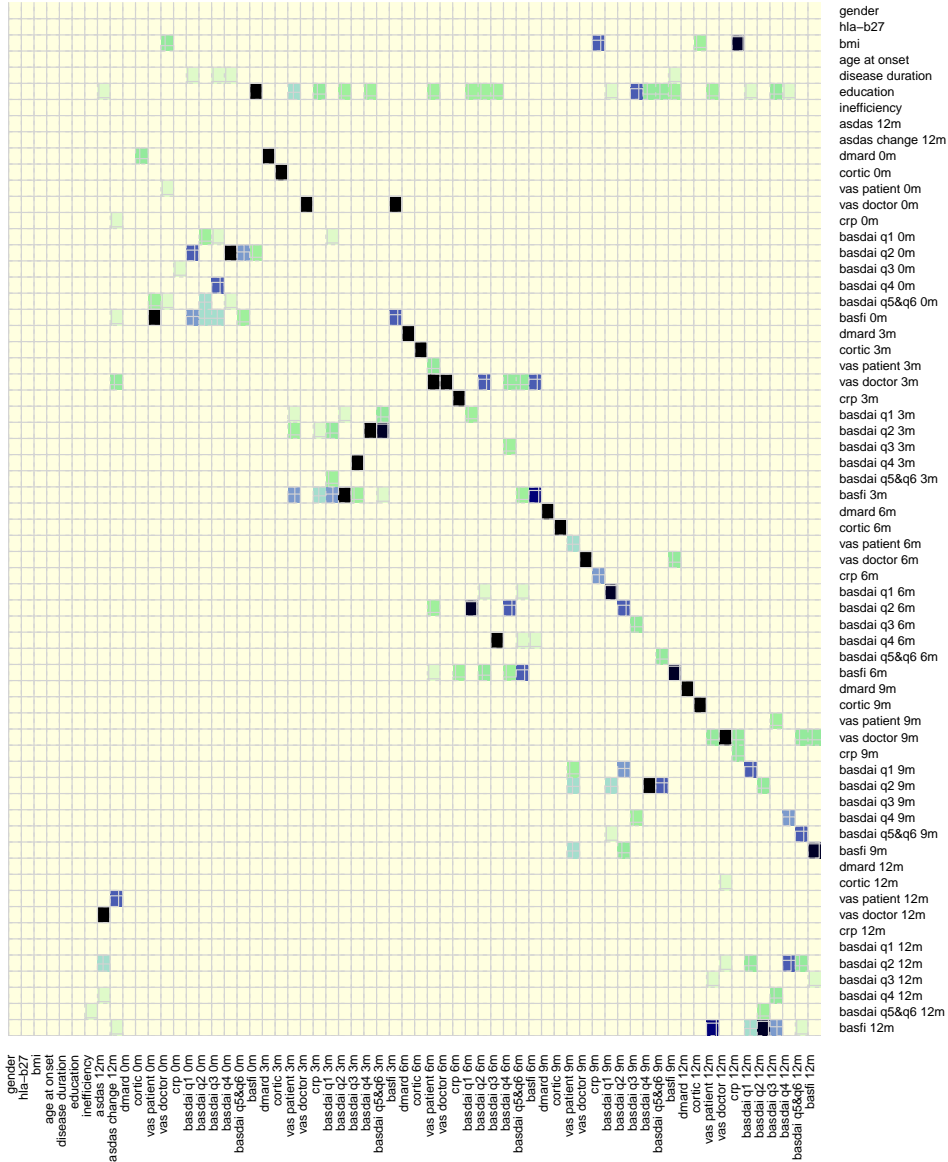 gender
hla−b27
bmi
age at onset
disease duration
education
inefficiency
asdas 12m
asdas change 12m
dmard 0m
cortic 0m
vas patient 0m
vas doctor 0m
crp 0m
basdai q1 0m
basdai q2 0m
basdai q3 0m
basdai q4 0m
basdai q5&q6 0m
basfi 0m
dmard 3m
cortic 3m
vas patient 3m
vas doctor 3m
crp 3m
basdai q1 3m
basdai q2 3m
basdai q3 3m
basdai q4 3m
basdai q5&q6 3m
basfi 3m
dmard 6m
cortic 6m
vas patient 6m
vas doctor 6m
crp 6m
basdai q1 6m
basdai q2 6m
basdai q3 6m
basdai q4 6m
basdai q5&q6 6m
basfi 6m
dmard 9m
cortic 9m
vas patient 9m
vas doctor 9m
crp 9m
basdai q1 9m
basdai q2 9m
basdai q3 9m
basdai q4 9m
basdai q5&q6 9m
basfi 9m
dmard 12m
cortic 12m
vas patient 12m
vas doctor 12m
crp 12m
basdai q1 12m
basdai q2 12m
basdai q3 12m
basdai q4 12m
basdai q5&q6 12m
basfi 12m
gender
hla−b27
bmi
age at onset
disease duration
education
inefficiency
asdas 12m
asdas change 12m
dmard 0m
cortic 0m
vas patient 0m
vas doctor 0m
crp 0m
basdai q1 0m
basdai q2 0m
basdai q3 0m
basdai q4 0m
basdai q5&q6 0m
basfi 0m
dmard 3m
cortic 3m
vas patient 3m
vas doctor 3m
crp 3m
basdai q1 3m
basdai q2 3m
basdai q3 3m
basdai q4 3m
basdai q5&q6 3m
basfi 3m
dmard 6m
cortic 6m
vas patient 6m
vas doctor 6m
crp 6m
basdai q1 6m
basdai q2 6m
basdai q3 6m
basdai q4 6m
basdai q5&q6 6m
basfi 6m
dmard 9m
cortic 9m
vas patient 9m
vas doctor 9m
crp 9m
basdai q1 9m
basdai q2 9m
basdai q3 9m
basdai q4 9m
basdai q5&q6 9m
basfi 9m
dmard 12m
cortic 12m
vas patient 12m
vas doctor 12m
crp 12m
basdai q1 12m
basdai q2 12m
basdai q3 12m
basdai q4 12m
basdai q5&q6 12m
basfi 12m